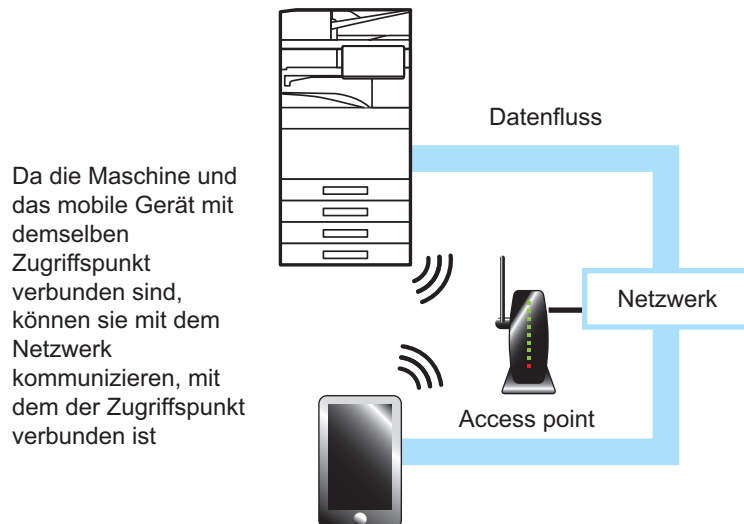 Datenfluss
Da die Maschine und
das mobile Gerät mit
demselben
Zugriffspunkt
verbunden sind,
können sie mit dem
Netzwerk
kommunizieren, mit
dem der Zugriffspunkt
verbunden ist
Netzwerk
Access point